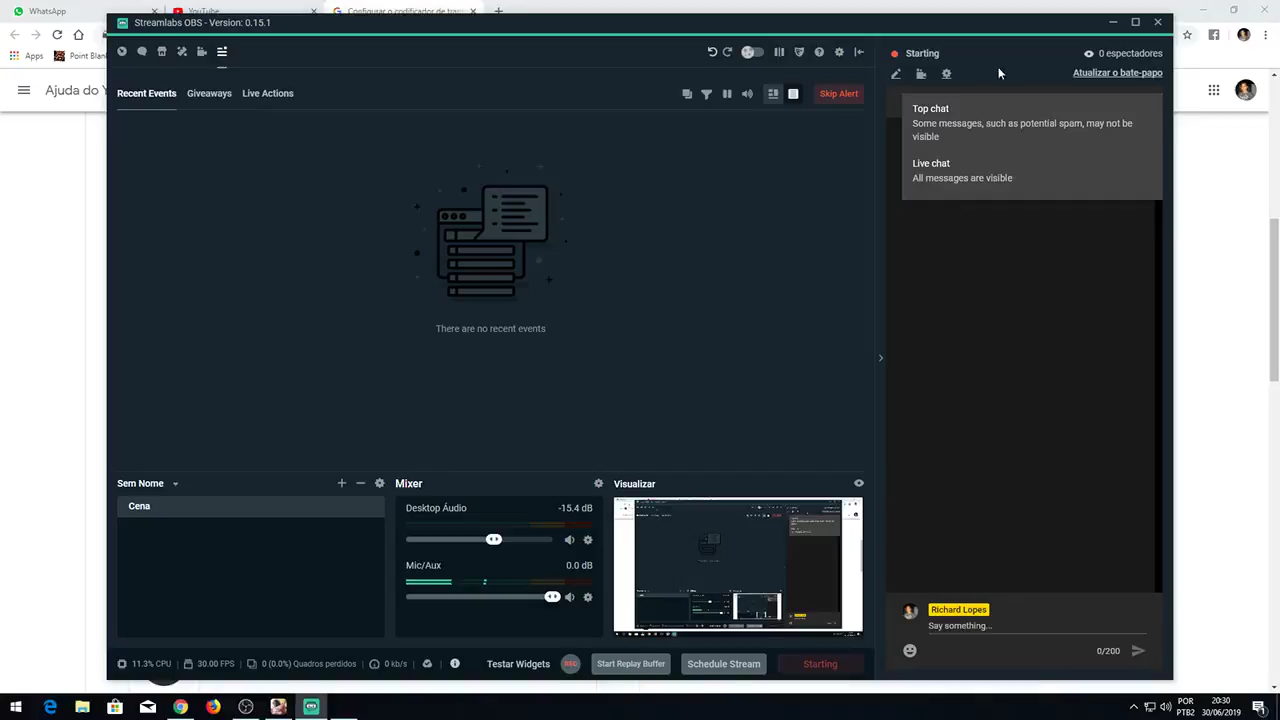 WhatsApp
YouTube
Configurar o codificador de tra
Streamlabs OBS - Version: 0.15.1
Apps
Point Blank
Ajuda do Y
Recent Events
Giveaways
Live Actions
Skip Alert
There are no recent events
Starting
0 espectadores
Atualizar o bate-papo
Top chat
Some messages, such as potential spam, may not be
visible
Live chat
All messages are visible
Sem Nome
Cena
Mixer
Desktop Áudio
-15.4 dB
Mic/Aux
0.0 dB
Visualizar
Richard Lopes
Say something...
0/200
11.3% CPU
30.00 FPS
0 (0.0%) Quadros perdidos
0 kb/s
Testar Widgets
REC
Start Replay Buffer
Schedule Stream
Starting
POR
PTB2
20:30
30/06/2019
1